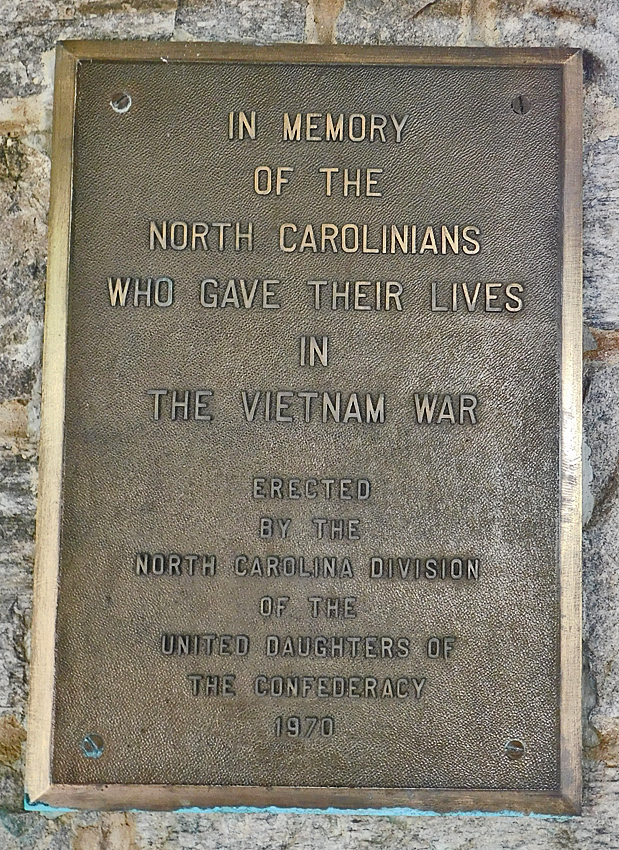 IN MEMORY
OF THE
NORTH CAROLINIANS
WHO GAVE THEIR LIVES
IN
THE VIETNAM WAR
ERECTED
BY THE
NORTH CAROLINA DIVISION
OF THE
UNITED DAUGHTERS OF
THE CONFEDERACY
1970